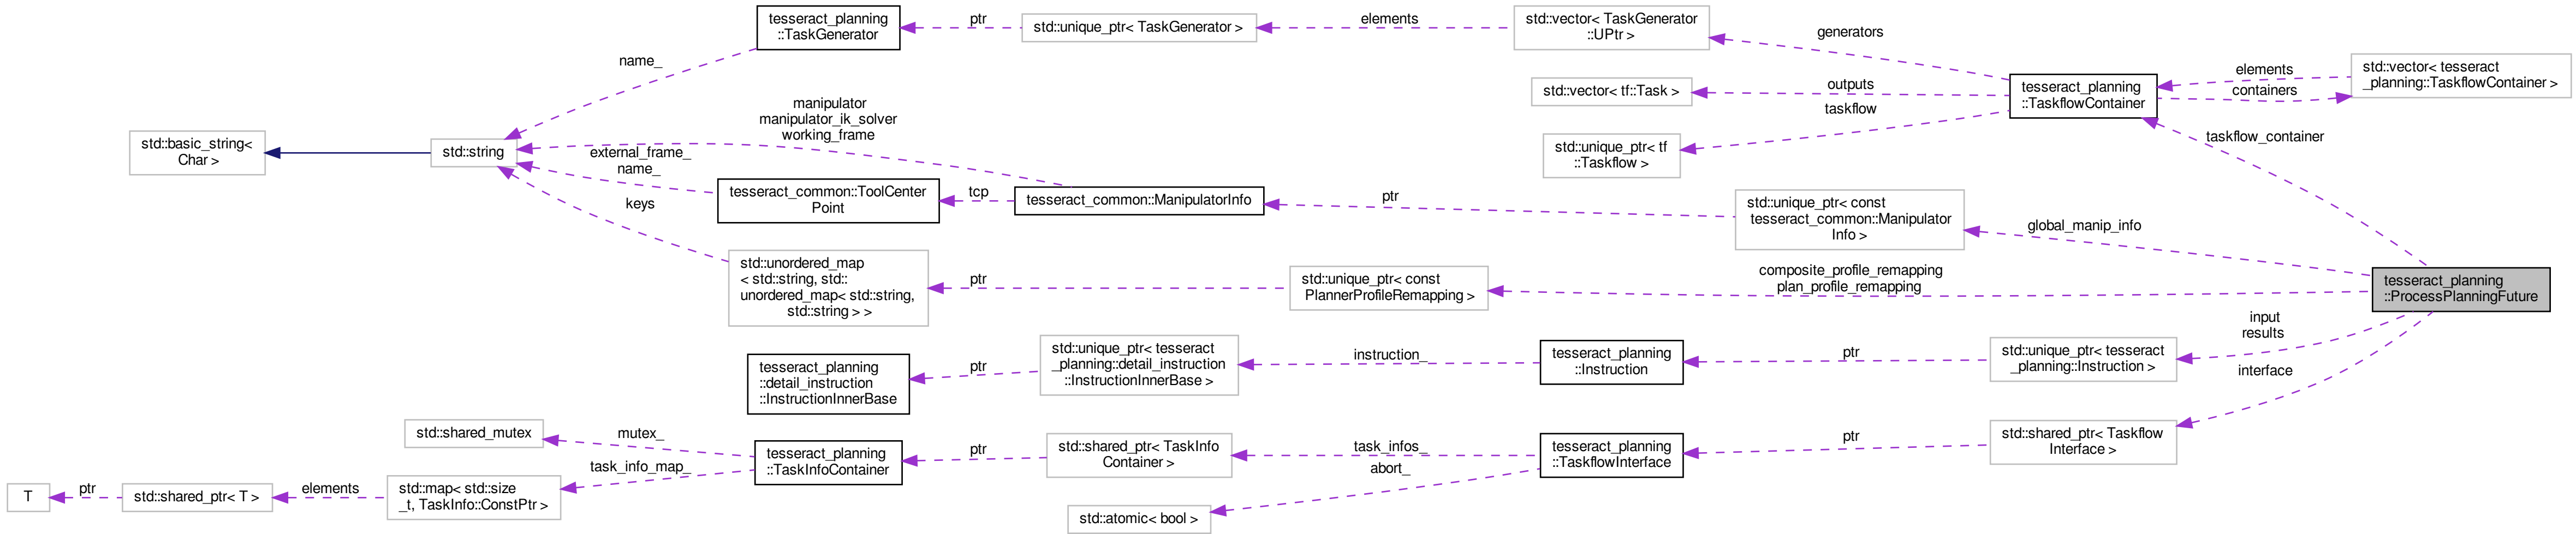 tesseract_planning
::TaskGenerator
ptr
std::unique_ptr< TaskGenerator >
elements
std::vector< TaskGenerator
::UPtr >
generators
name_
std::vector< tf::Task >
outputs
taskflow
std::unique_ptr< tf
::Taskflow >
tesseract_planning
::TaskflowContainer
elements
containers
std::vector< tesseract
_planning::TaskflowContainer >
taskflow_container
std::basic_string<
Char >
std::string
manipulator
manipulator_ik_solver
working_frame
external_frame_
name_
keys
tesseract_common::ToolCenter
Point
tcp
tesseract_common::ManipulatorInfo
ptr
std::unique_ptr< const
tesseract_common::Manipulator
Info >
global_manip_info
std::unordered_map
< std::string, std::
unordered_map< std::string,
std::string > >
ptr
std::unique_ptr< const
PlannerProfileRemapping >
composite_profile_remapping
plan_profile_remapping
tesseract_planning
::ProcessPlanningFuture
input
results
interface
tesseract_planning
::detail_instruction
::InstructionInnerBase
ptr
std::unique_ptr< tesseract
_planning::detail_instruction
::InstructionInnerBase >
instruction_
tesseract_planning
::Instruction
ptr
std::unique_ptr< tesseract
_planning::Instruction >
std::shared_mutex
mutex_
task_info_map_
tesseract_planning
::TaskInfoContainer
ptr
std::shared_ptr< TaskInfo
Container >
task_infos_
abort_
tesseract_planning
::TaskflowInterface
ptr
std::shared_ptr< Taskflow
Interface >
T
ptr
std::shared_ptr< T >
elements
std::map< std::size
_t, TaskInfo::ConstPtr >
std::atomic< bool >